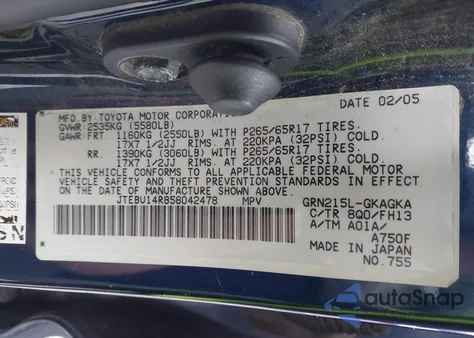 MFD. BY TOYOTA MOTOR CORPORATION DATE 02/05
GVWR: 2535KG (5580LB)
GAWR: FRT. 1160KG (2550LB) WITH P265/65R17 TIRES.
17X7 1/2JJ RIMS. AT 220KPA (32PSI) COLD.
RR. 1390KG (3060LB) WITH P265/65R17 TIRES.
17X7 1/2JJ RIMS. AT 220KPA (32PSI) COLD.
THIS VEHICLE CONFORMS TO ALL APPLICABLE FEDERAL MOTOR
VEHICLE SAFETY AND BUMPER STANDARDS IN EFFECT ON THE
DATE OF MANUFACTURE SHOWN ABOVE.
JTEBU14R858042478 MPV GRN215L-GKAGKA
C/TR 8Q0/FH13
A/TM A01A/
A750F
MADE IN JAPAN
NO.755
autoSnap